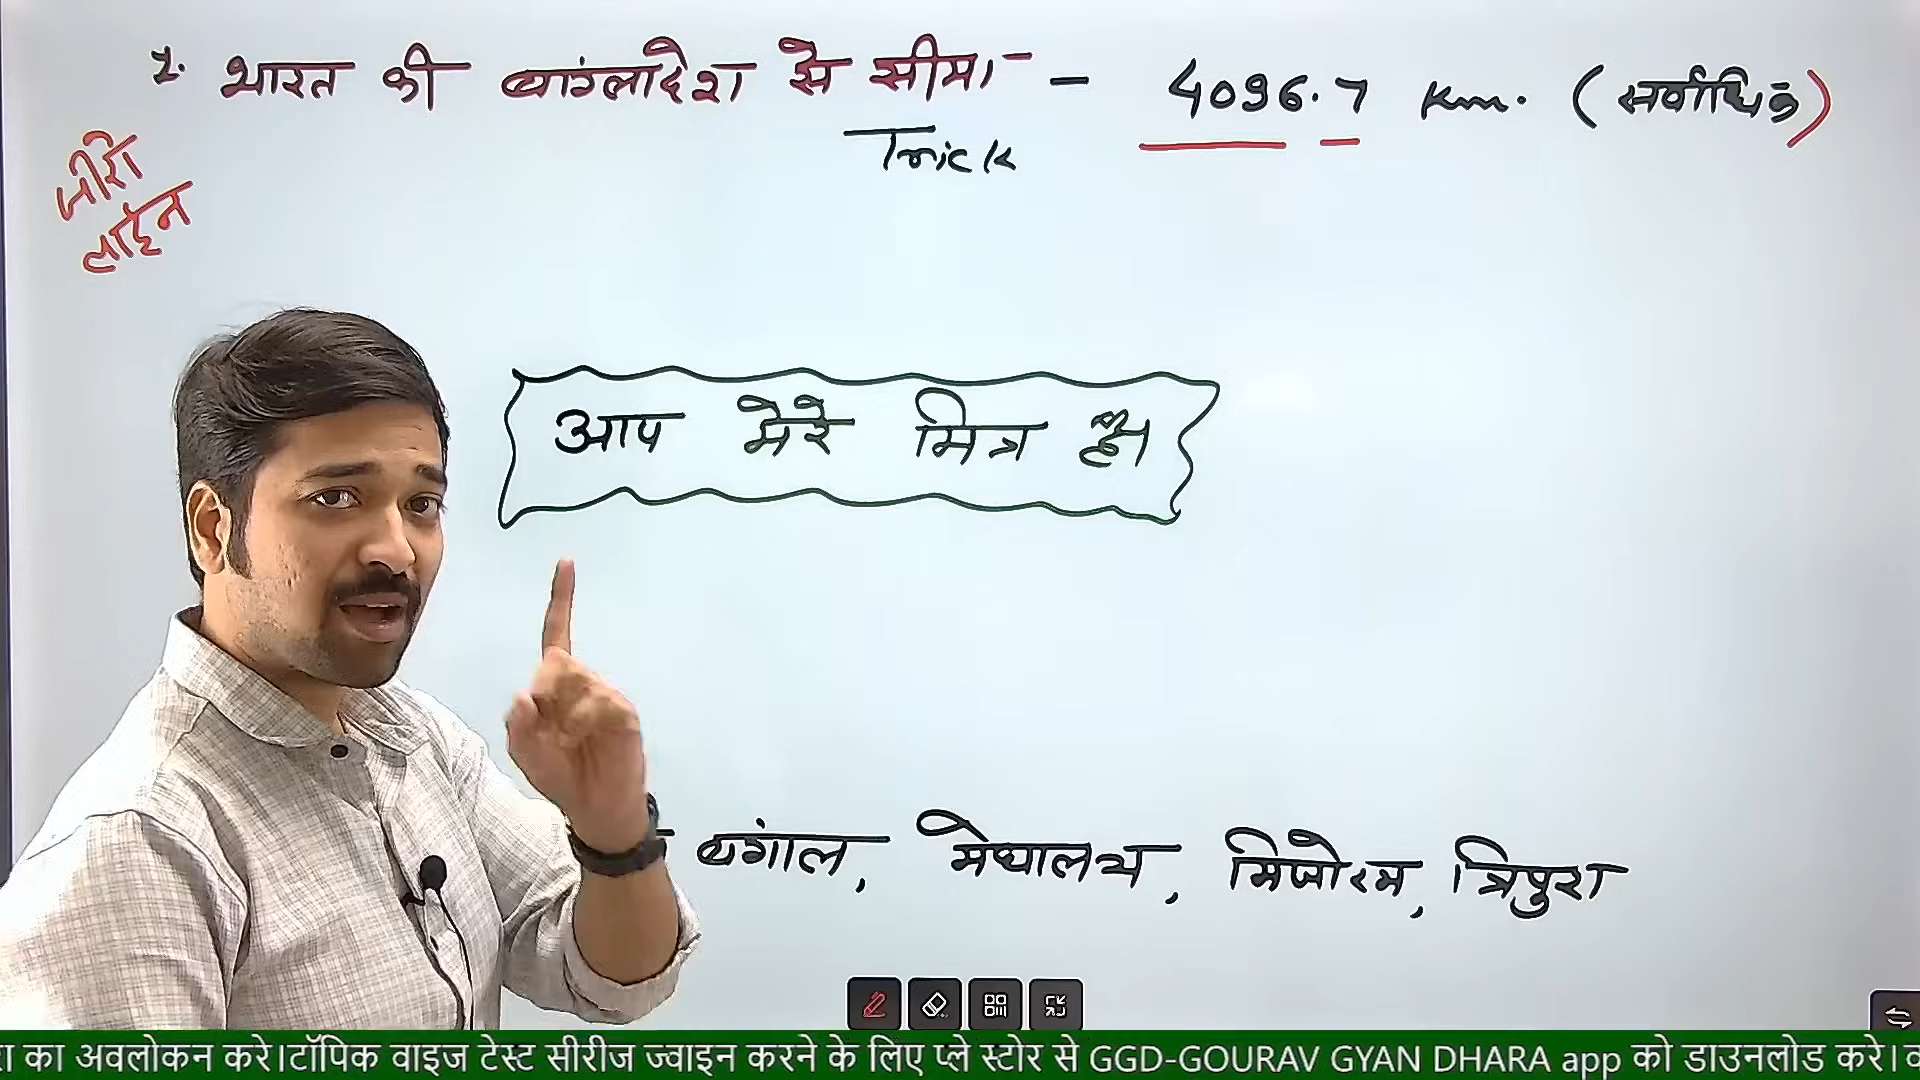 2. भारत की बांग्लादेश से सीमा - 4096.7 Km. (सर्वाधिक)
Trick
जीरो
लाईन
आप मेरे मित्र
बंगाल, मेघालय, मिजोरम, त्रिपुरा
का अवलोकन करे।टॉपिक वाइज टेस्ट सीरीज ज्वाइन करने के लिए प्ले स्टोर से GGD-GOURAV GYAN DHARA app को डाउनलोड करे।